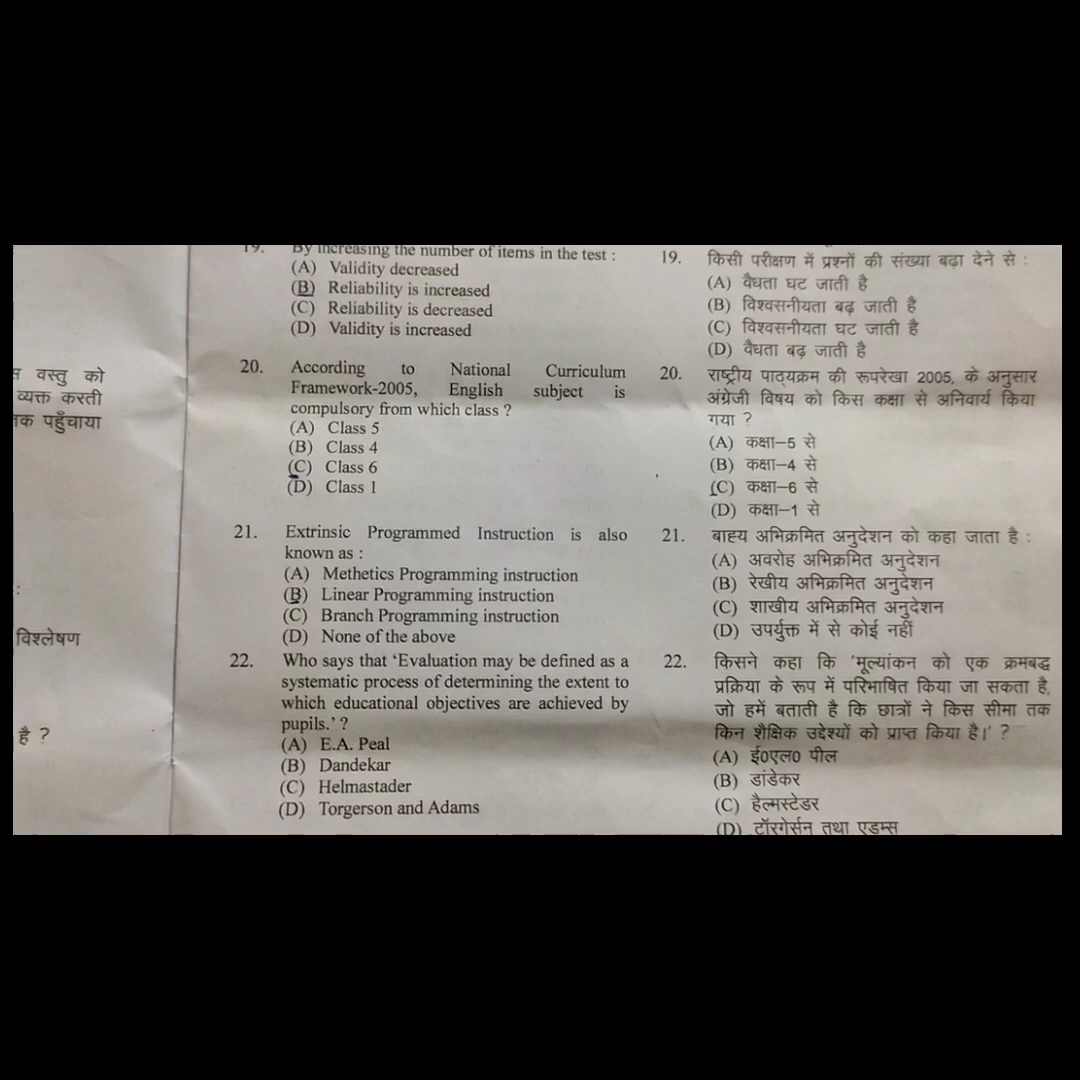 स वस्तु को
व्यक्त करती
तक पहुँचाया
:
विश्लेषण
है ?
19. By increasing the number of items in the test :
(A) Validity decreased
(B) Reliability is increased
(C) Reliability is decreased
(D) Validity is increased
20. According to National Curriculum
Framework-2005, English subject is
compulsory from which class ?
(A) Class 5
(B) Class 4
(C) Class 6
(D) Class 1
21. Extrinsic Programmed Instruction is also
known as :
(A) Methetics Programming instruction
(B) Linear Programming instruction
(C) Branch Programming instruction
(D) None of the above
22. Who says that ‘Evaluation may be defined as a
systematic process of determining the extent to
which educational objectives are achieved by
pupils.’ ?
(A) E.A. Peal
(B) Dandekar
(C) Helmastader
(D) Torgerson and Adams
19. किसी परीक्षण में प्रश्नों की संख्या बढ़ा देने से :
(A) वैधता घट जाती है
(B) विश्वसनीयता बढ़ जाती है
(C) विश्वसनीयता घट जाती है
(D) वैधता बढ़ जाती है
20. राष्ट्रीय पाठ्यक्रम की रूपरेखा 2005, के अनुसार
अंग्रेजी विषय को किस कक्षा से अनिवार्य किया
गया ?
(A) कक्षा–5 से
(B) कक्षा–4 से
(C) कक्षा–6 से
(D) कक्षा–1 से
21. बाह्य अभिक्रमित अनुदेशन को कहा जाता है :
(A) अवरोह अभिक्रमित अनुदेशन
(B) रेखीय अभिक्रमित अनुदेशन
(C) शाखीय अभिक्रमित अनुदेशन
(D) उपर्युक्त में से कोई नहीं
22. किसने कहा कि ‘मूल्यांकन को एक क्रमबद्ध
प्रक्रिया के रूप में परिभाषित किया जा सकता है,
जो हमें बताती है कि छात्रों ने किस सीमा तक
किन शैक्षिक उद्देश्यों को प्राप्त किया है।’ ?
(A) ई0एल0 पील
(B) डांडेकर
(C) हैल्मस्टेडर
(D) टॉरगेर्सन तथा एडम्स